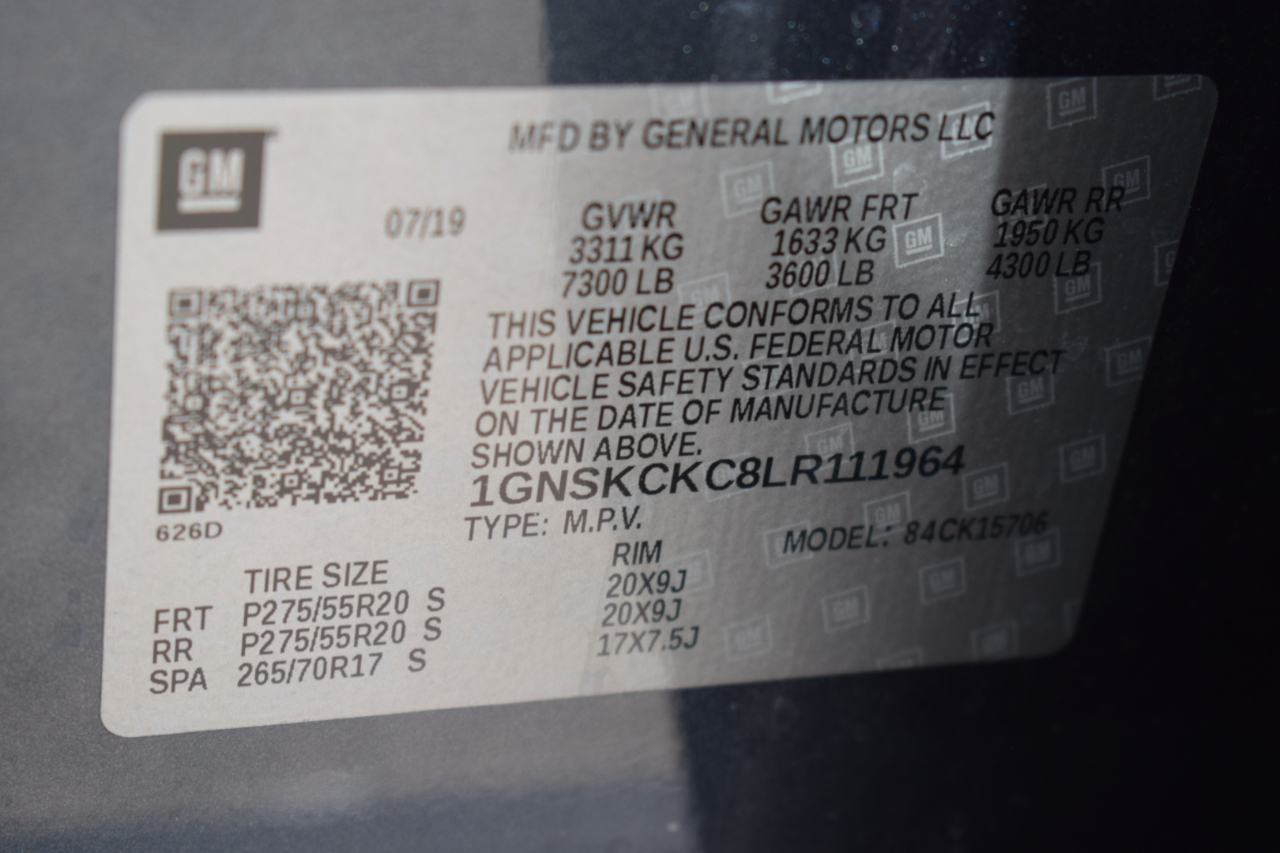 GM
MFD BY GENERAL MOTORS LLC
07/19 GVWR GAWR FRT GAWR RR
3311 KG 1633 KG 1950 KG
7300 LB 3600 LB 4300 LB
THIS VEHICLE CONFORMS TO ALL
APPLICABLE U.S. FEDERAL MOTOR
VEHICLE SAFETY STANDARDS IN EFFECT
ON THE DATE OF MANUFACTURE
SHOWN ABOVE.
1GNSKCKC8LR111964
626D
TYPE: M.P.V. MODEL: 84CK15706
TIRE SIZE RIM
FRT P275/55R20 S 20X9J
RR P275/55R20 S 20X9J
SPA 265/70R17 S 17X7.5J